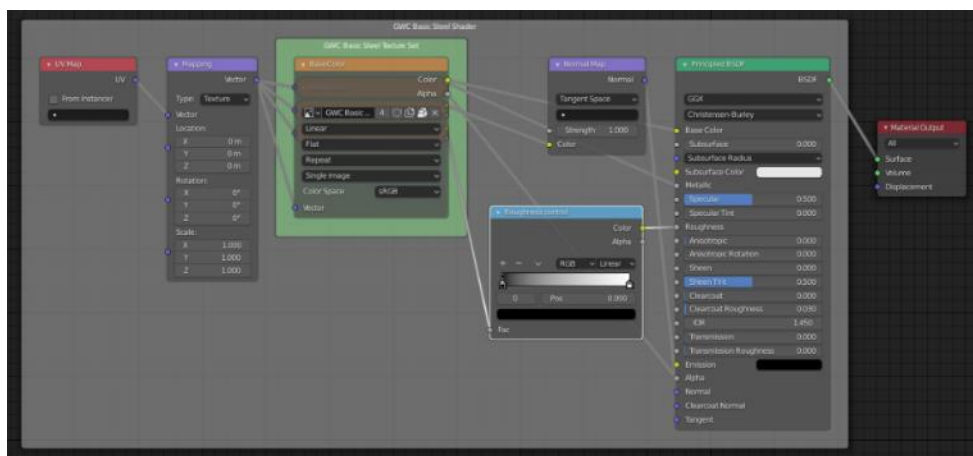 GWC Basic Steel Shader
GWC Basic Steel Texture Set
UV Map
UV
From Instancer
Mapping
Vector
Type: Texture
Vector
Location:
X 0 m
Y 0 m
Z 0 m
Rotation:
X 0°
Y 0°
Z 0°
Scale:
X 1.000
Y 1.000
Z 1.000
BaseColor
Color
Alpha
GWC Basic ... 4
Linear
Flat
Repeat
Single Image
Color Space sRGB
Vector
Roughness
Color
Alpha
RGB Linear
0 Pos 0.000
Fac
Normal Map
Normal
Tangent Space
Strength 1.000
Color
Principled BSDF
BSDF
GGX
Christensen-Burley
Base Color
Subsurface 0.000
Subsurface Radius
Subsurface Color
Metallic
Specular 0.500
Specular Tint 0.000
Roughness
Anisotropic 0.000
Anisotropic Rotation 0.000
Sheen 0.000
Sheen Tint 0.500
Clearcoat 0.000
Clearcoat Roughness 0.030
IOR 1.450
Transmission 0.000
Transmission Roughness 0.000
Emission
Alpha
Normal
Clearcoat Normal
Tangent
Material Output
All
Surface
Volume
Displacement